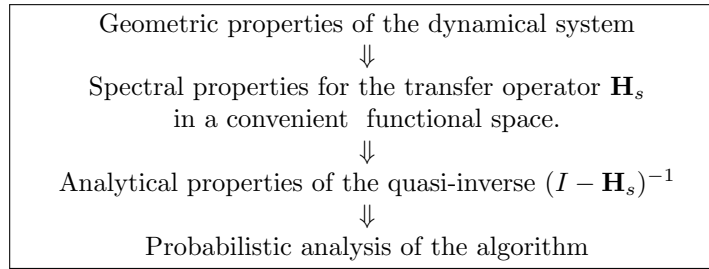 Geometric properties of the dynamical system
⇓
Spectral properties for the transfer operator H_s
in a convenient functional space.
⇓
Analytical properties of the quasi-inverse (I − H_s)^{-1}
⇓
Probabilistic analysis of the algorithm